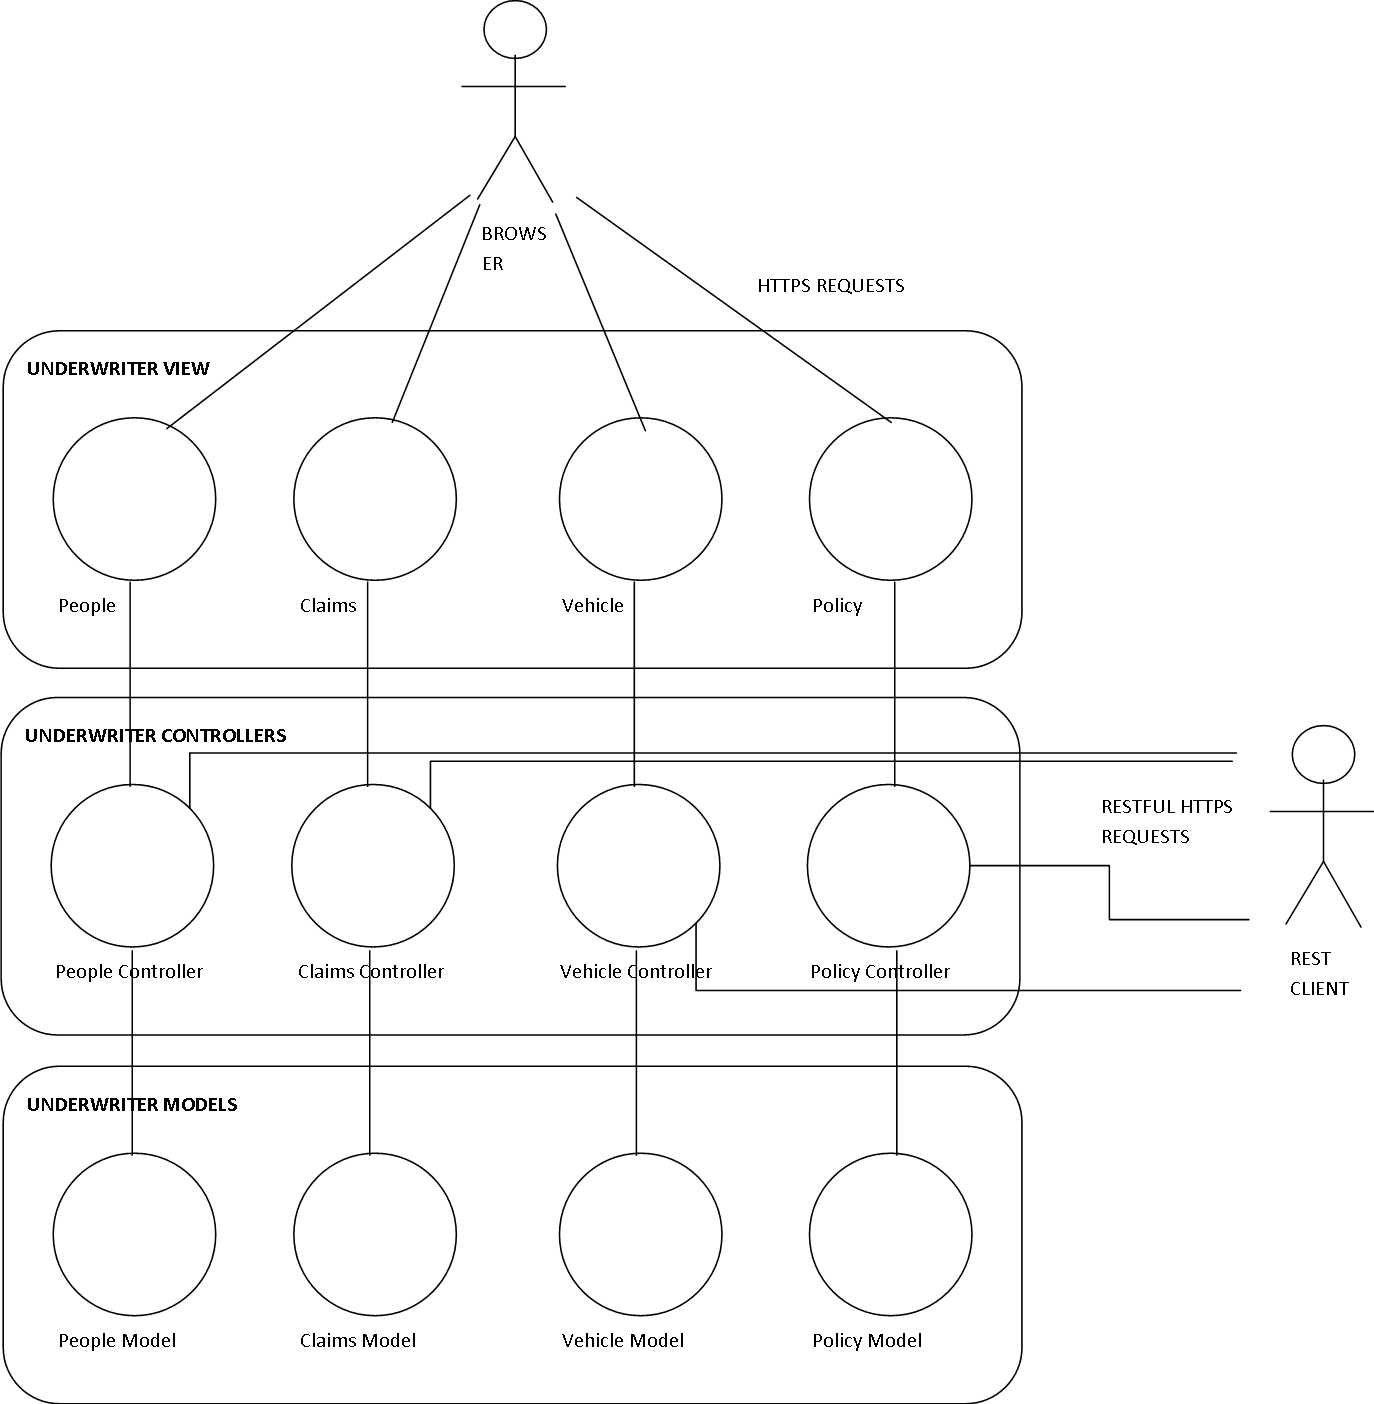 BROWS
ER
HTTPS REQUESTS
UNDERWRITER VIEW
People
Claims
Vehicle
Policy
UNDERWRITER CONTROLLERS
RESTFUL HTTPS
REQUESTS
REST
CLIENT
People Controller
Claims Controller
Vehicle Controller
Policy Controller
UNDERWRITER MODELS
People Model
Claims Model
Vehicle Model
Policy Model